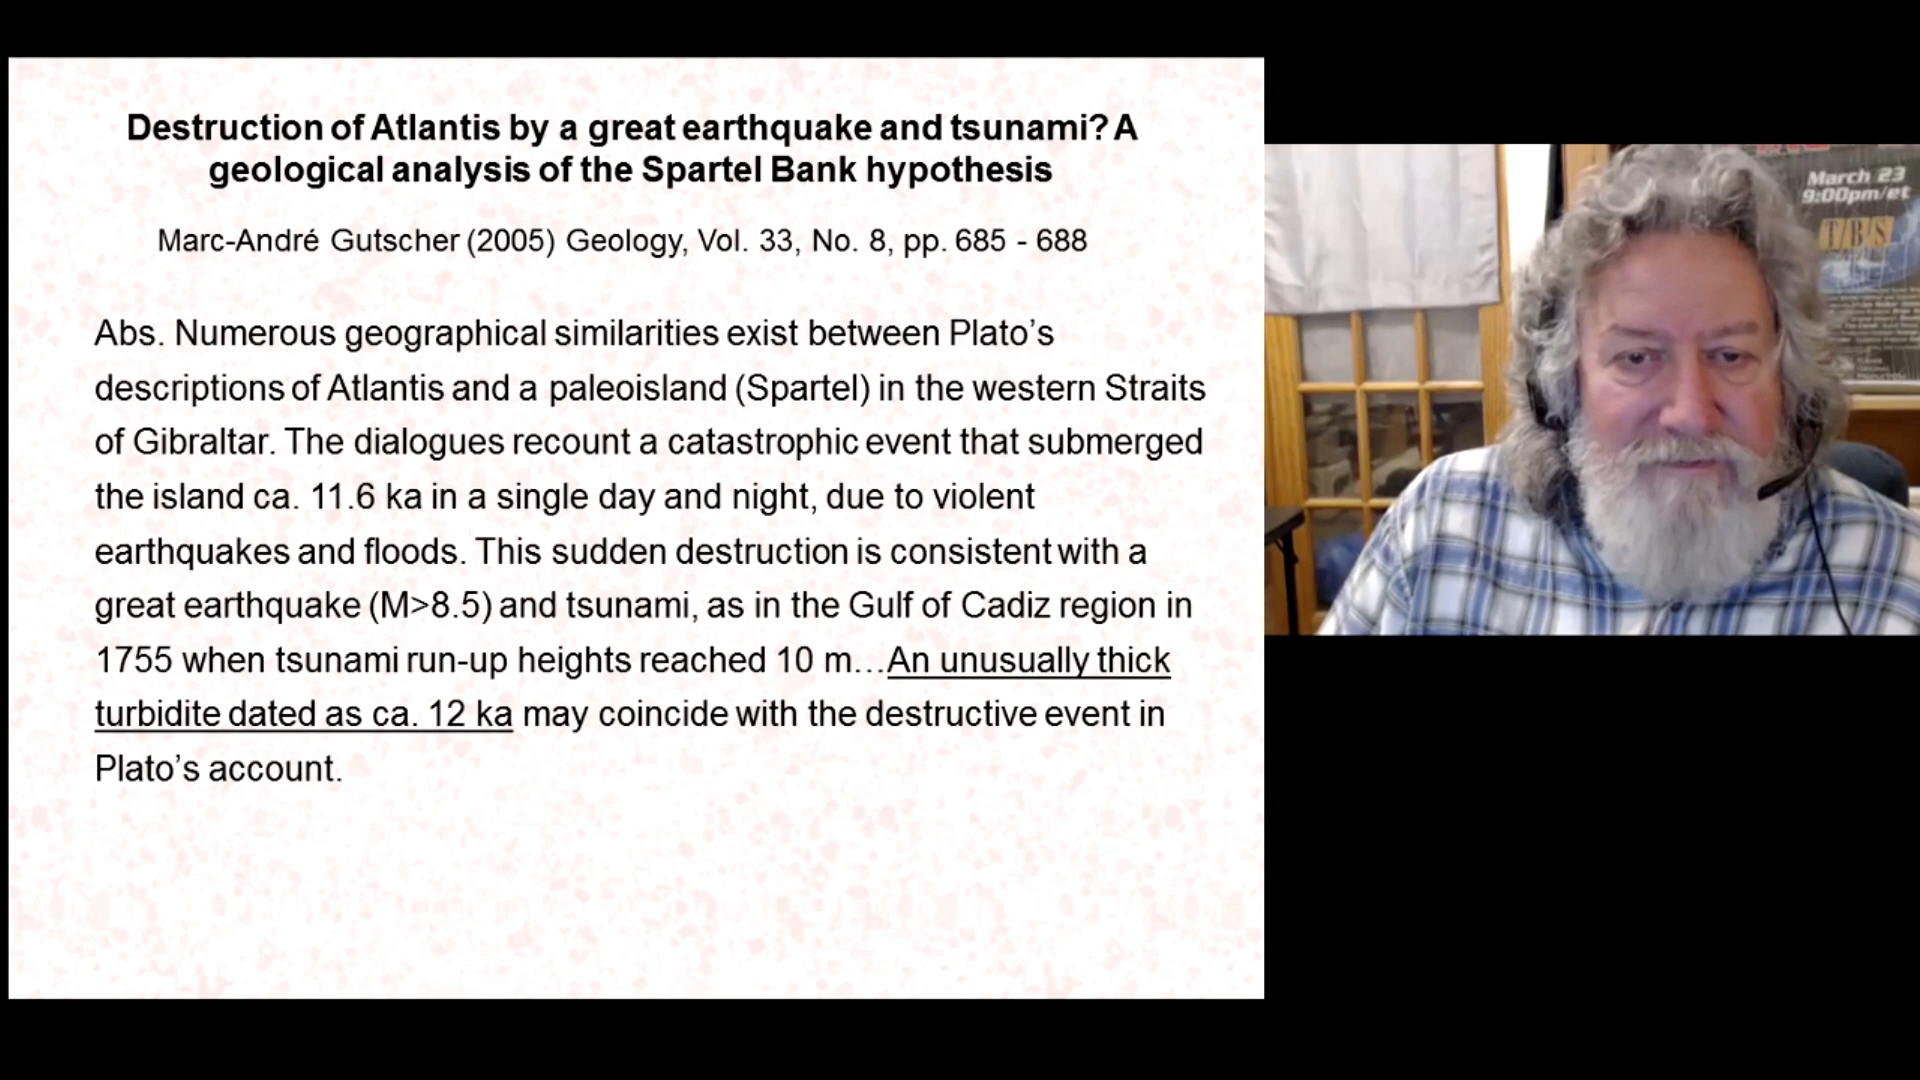 Destruction of Atlantis by a great earthquake and tsunami? A
geological analysis of the Spartel Bank hypothesis
Marc-André Gutscher (2005) Geology, Vol. 33, No. 8, pp. 685 - 688
Abs. Numerous geographical similarities exist between Plato’s
descriptions of Atlantis and a paleoisland (Spartel) in the western Straits
of Gibraltar. The dialogues recount a catastrophic event that submerged
the island ca. 11.6 ka in a single day and night, due to violent
earthquakes and floods. This sudden destruction is consistent with a
great earthquake (M>8.5) and tsunami, as in the Gulf of Cadiz region in
1755 when tsunami run-up heights reached 10 m…An unusually thick
turbidite dated as ca. 12 ka may coincide with the destructive event in
Plato’s account.
March 23
9:00pm/et
TBS